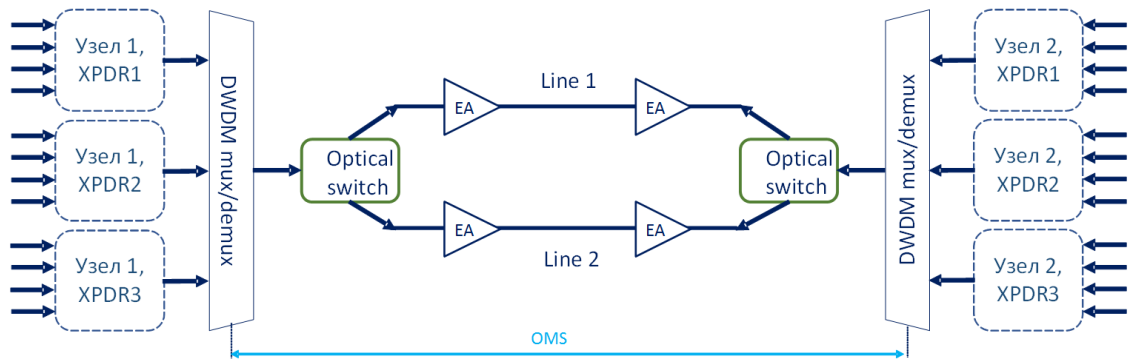 Узел 1,
XPDR1
Узел 1,
XPDR2
Узел 1,
XPDR3
DWDM mux/demux
Optical
switch
EA
Line 1
EA
EA
Line 2
EA
Optical
switch
DWDM mux/demux
Узел 2,
XPDR1
Узел 2,
XPDR2
Узел 2,
XPDR3
OMS